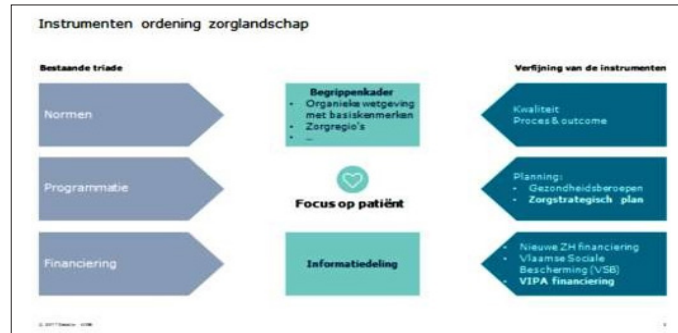 Instrumenten ordening zorglandschap
Bestaande triade
Verfijning van de instrumenten
Normen
Begrippenkader
• Organieke wetgeving
met basiskenmerken
• Zorgregio's
• ...
Kwaliteit
Proces & outcome
Programmatie
Focus op patiënt
Planning:
• Gezondheidsberoepen
• Zorgstrategisch plan
Financiering
Informatiedeling
• Nieuwe ZH financiering
• Vlaamse Sociale
Bescherming (VSB)
• VIPA financiering